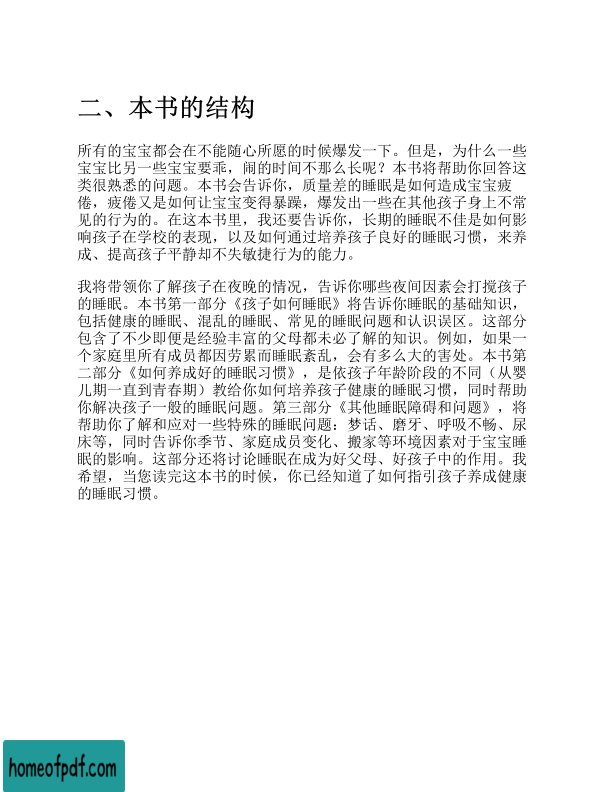 二、本书的结构
所有的宝宝都会在不能随心所愿的时候爆发一下。但是，为什么一些
宝宝比另一些宝宝要乖，闹的时间不那么长呢？本书将帮助你回答这
类很熟悉的问题。本书会告诉你，质量差的睡眠是如何造成宝宝疲
倦，疲倦又是如何让宝宝变得暴躁，爆发出一些在其他孩子身上不常
见的行为的。在这本书里，我还要告诉你，长期的睡眠不佳是如何影
响孩子在学校的表现，以及如何通过培养孩子良好的睡眠习惯，来养
成、提高孩子平静却不失敏捷行为的能力。
我将带领你了解孩子在夜晚的情况，告诉你哪些夜间因素会打搅孩子
的睡眠。本书第一部分《孩子如何睡眠》将告诉你睡眠的基础知识，
包括健康的睡眠、混乱的睡眠、常见的睡眠问题和认识误区。这部分
包含了不少即便是经验丰富的父母都未必了解的知识。例如，如果一
个家庭里所有成员都因劳累而睡眠紊乱，会有多么大的害处。本书第
二部分《如何养成好的睡眠习惯》，是依孩子年龄阶段的不同（从婴
儿期一直到青春期）教给你如何培养孩子健康的睡眠习惯，同时帮助
你解决孩子一般的睡眠问题。第三部分《其他睡眠障碍和问题》，将
帮助你了解和应对一些特殊的睡眠问题：梦话、磨牙、呼吸不畅、尿
床等，同时告诉你季节、家庭成员变化、搬家等环境因素对于宝宝睡
眠的影响。这部分还将讨论睡眠在成为好父母、好孩子中的作用。我
希望，当您读完这本书的时候，你已经知道了如何指引孩子养成健康
的睡眠习惯。
homeofpdf.com